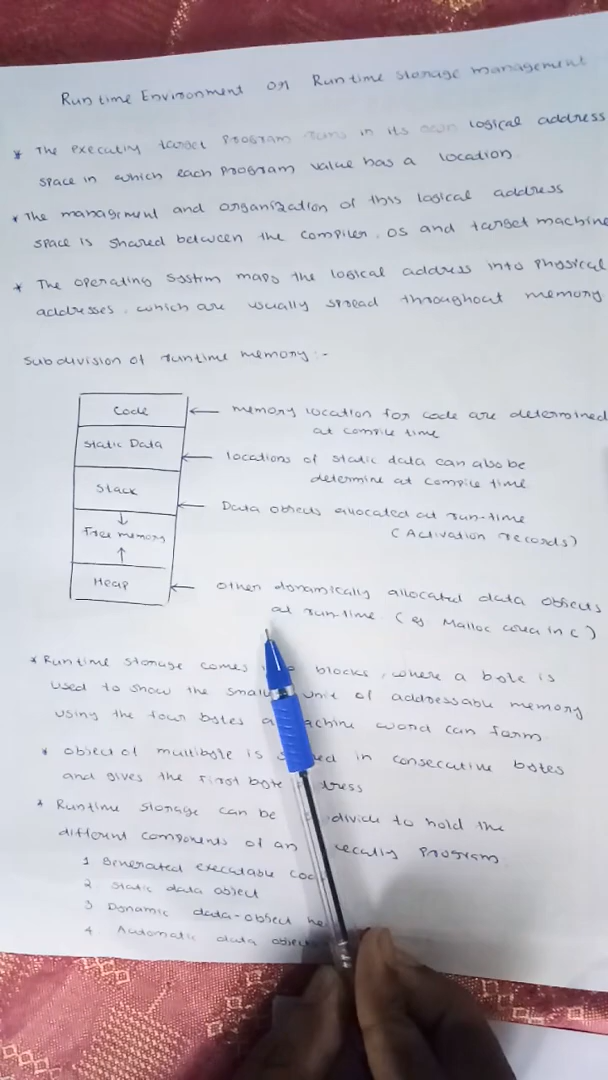 Runtime Environment or Runtime storage management
* The executing target program runs in its own logical address
space in which each program value has a location
* The management and organization of this logical address
space is shared between the compiler, OS and target machine
* The operating system maps the logical address into physical
addresses, which are usually spread throughout memory
Subdivision of runtime memory :-
Code
← memory location for code are determined
at compile time
Static Data
← locations of static data can also be
determine at compile time
Stack
← Data objects allocated at run-time
(Activation records)
↓
Free memory
↑
Heap
← other dynamically allocated data objects
at run-time (eg Malloc in C)
* Runtime storage comes blocks, where a byte is
used to show the unit of addressable memory
using the four bytes a machine word can form
* object of multibyte is in consecutive bytes
and gives the first byte
* Runtime storage can be divide to hold the
different components of an program
1 Generated executable
2 Static data object
3 Dynamic data-object
4. Automatic data